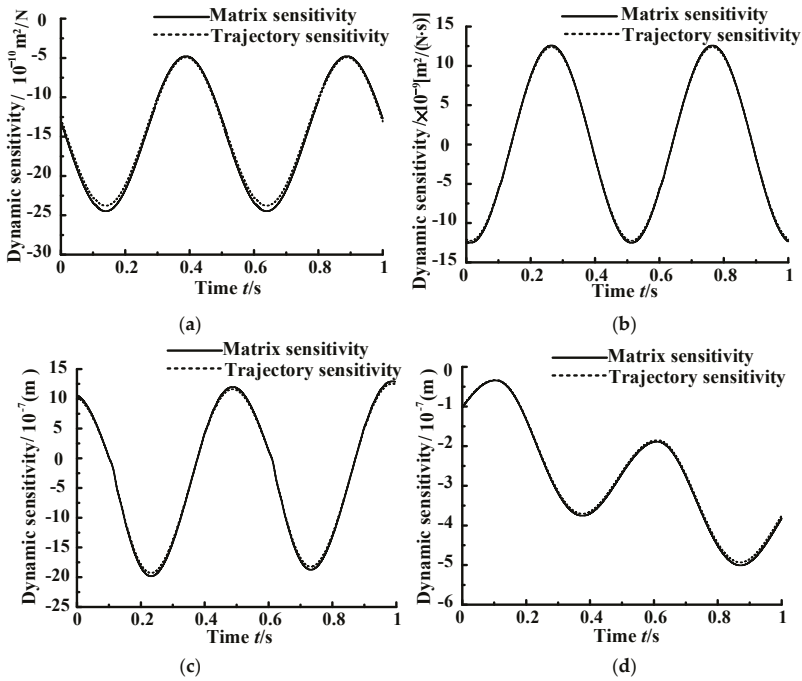 Matrix sensitivity
Trajectory sensitivity
Dynamic sensitivity/ 10⁻¹⁰ m²/N
0
-5
-10
-15
-20
-25
-30
0 0.2 0.4 0.6 0.8 1
Time t/s
(a)
Matrix sensitivity
Trajectory sensitivity
Dynamic sensitivity/×d0⁻⁹[m²/(N·s)]
15
10
5
0
-5
-10
-15
0 0.2 0.4 0.6 0.8 1
Time t/s
(b)
Matrix sensitivity
Trajectory sensitivity
Dynamic sensitivity/ 10⁻⁷(m)
15
10
5
0
-5
-10
-15
-20
-25
0 0.2 0.4 0.6 0.8 1
Time t/s
(c)
Matrix sensitivity
Trajectory sensitivity
Dynamic sensitivity/ 10⁻⁷(m)
0
-1
-2
-3
-4
-5
-6
0 0.2 0.4 0.6 0.8 1
Time t/s
(d)